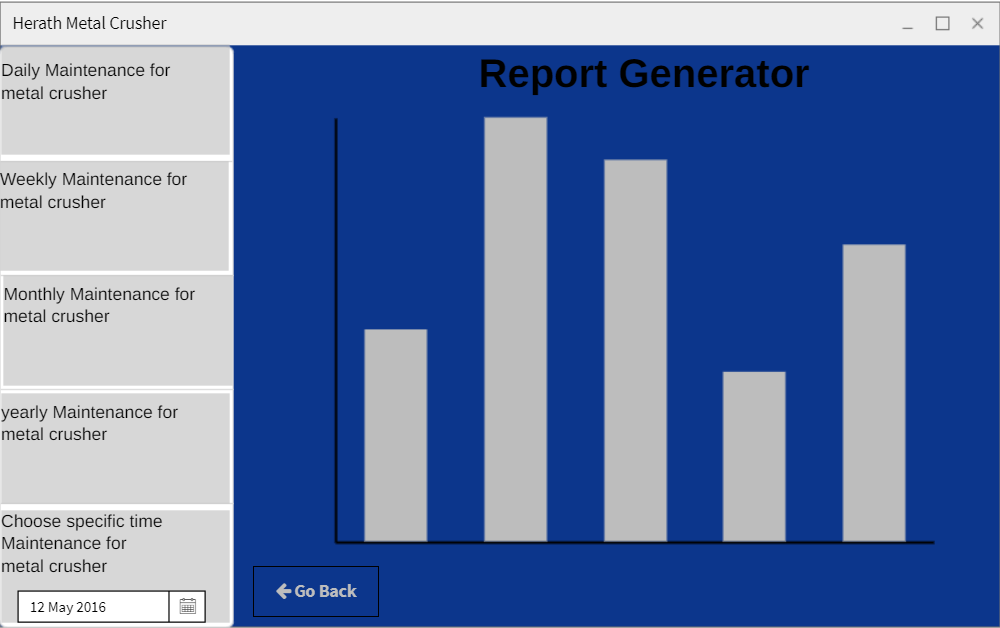 Herath Metal Crusher
Daily Maintenance for
metal crusher
Weekly Maintenance for
metal crusher
Monthly Maintenance for
metal crusher
yearly Maintenance for
metal crusher
Choose specific time
Maintenance for
metal crusher
12 May 2016
Report Generator
Go Back